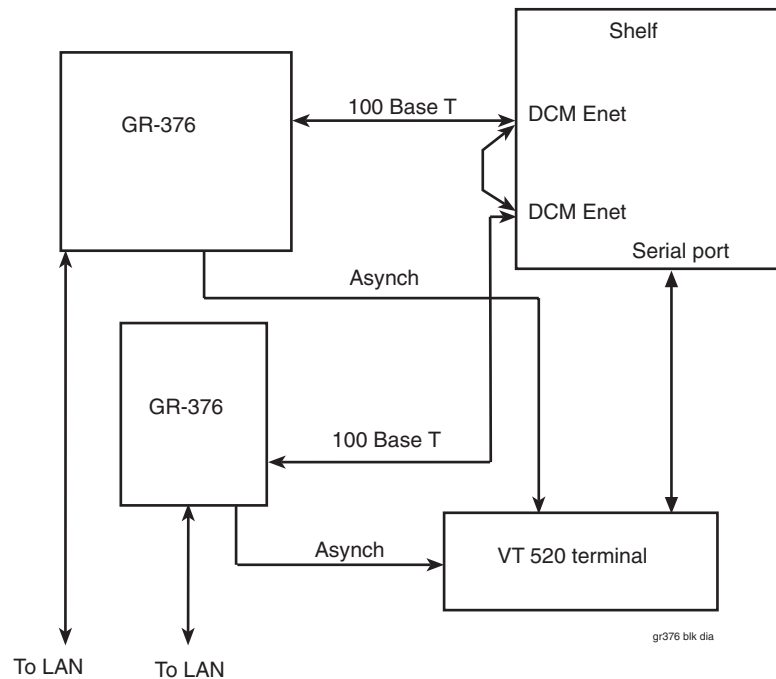 Shelf
100 Base T
DCM Enet
GR-376
DCM Enet
Serial port
Asynch
GR-376
100 Base T
Asynch
VT 520 terminal
gr376 blk dia
To LAN
To LAN